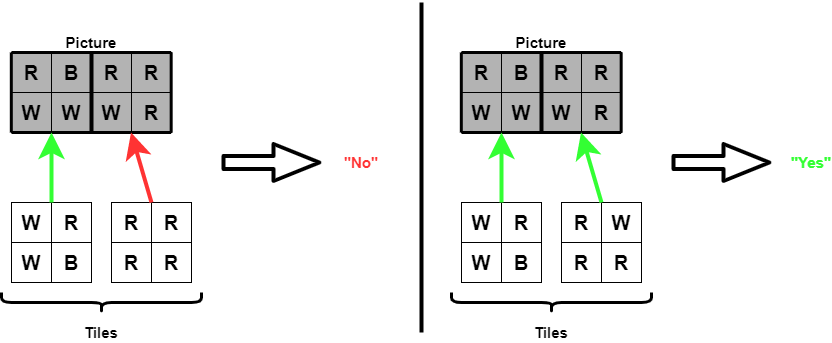 Picture
R B R R
W W W R
"No"
W R R R
W B R R
Tiles
Picture
R B R R
W W W R
"Yes"
W R R W
W B R R
Tiles